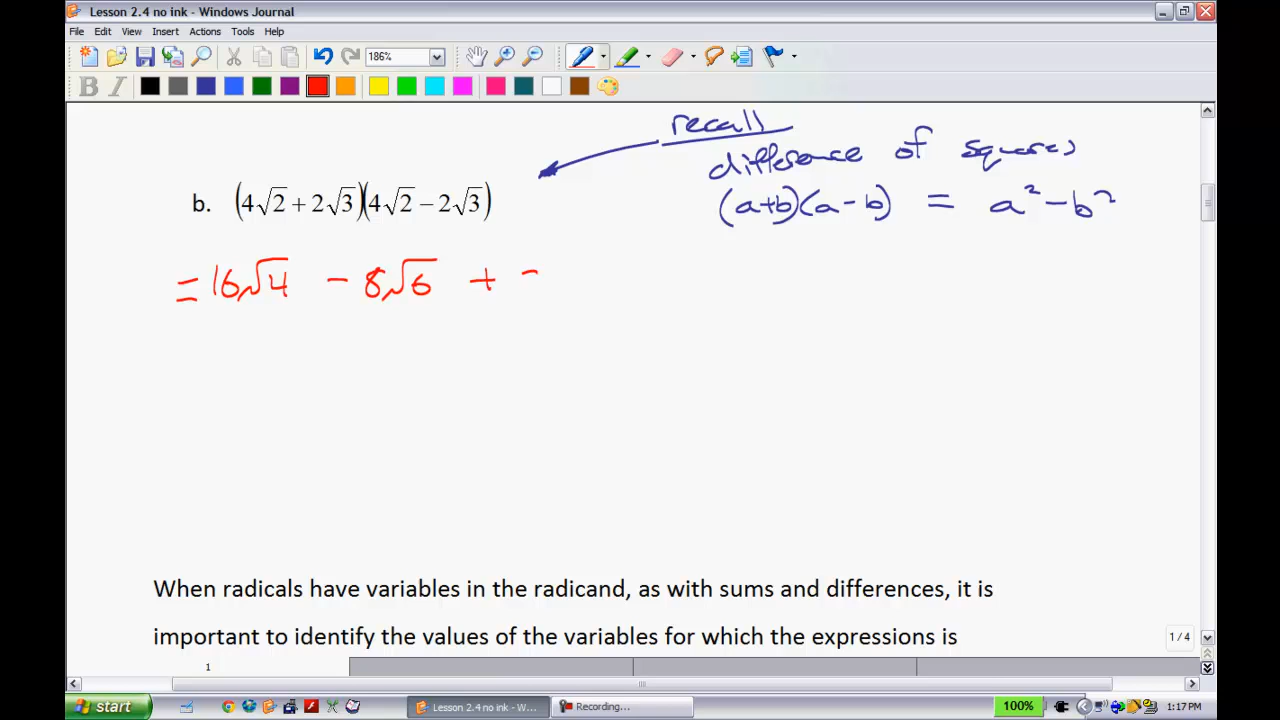 Lesson 2.4 no ink - Windows Journal
File Edit View Insert Actions Tools Help
186%
B I
recall
difference of squares
(a+b)(a-b) = a² - b²
b. (4√2 + 2√3)(4√2 − 2√3)
= 16√4 - 8√6 +
When radicals have variables in the radicand, as with sums and differences, it is
important to identify the values of the variables for which the expressions is
1 / 4
1
start
Lesson 2.4 no ink - W...
Recording...
100%
1:17 PM